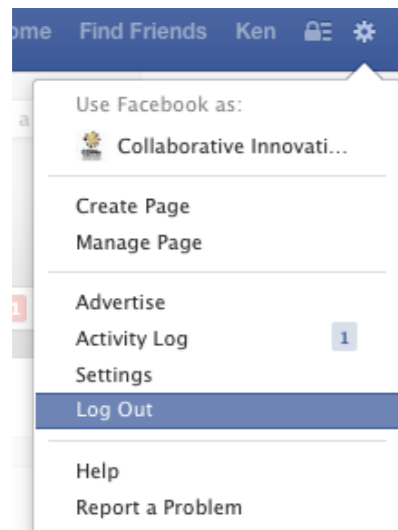 ome Find Friends Ken
Use Facebook as:
a
Collaborative Innovati...
Create Page
Manage Page
Advertise
1
Activity Log 1
Settings
Log Out
Help
Report a Problem